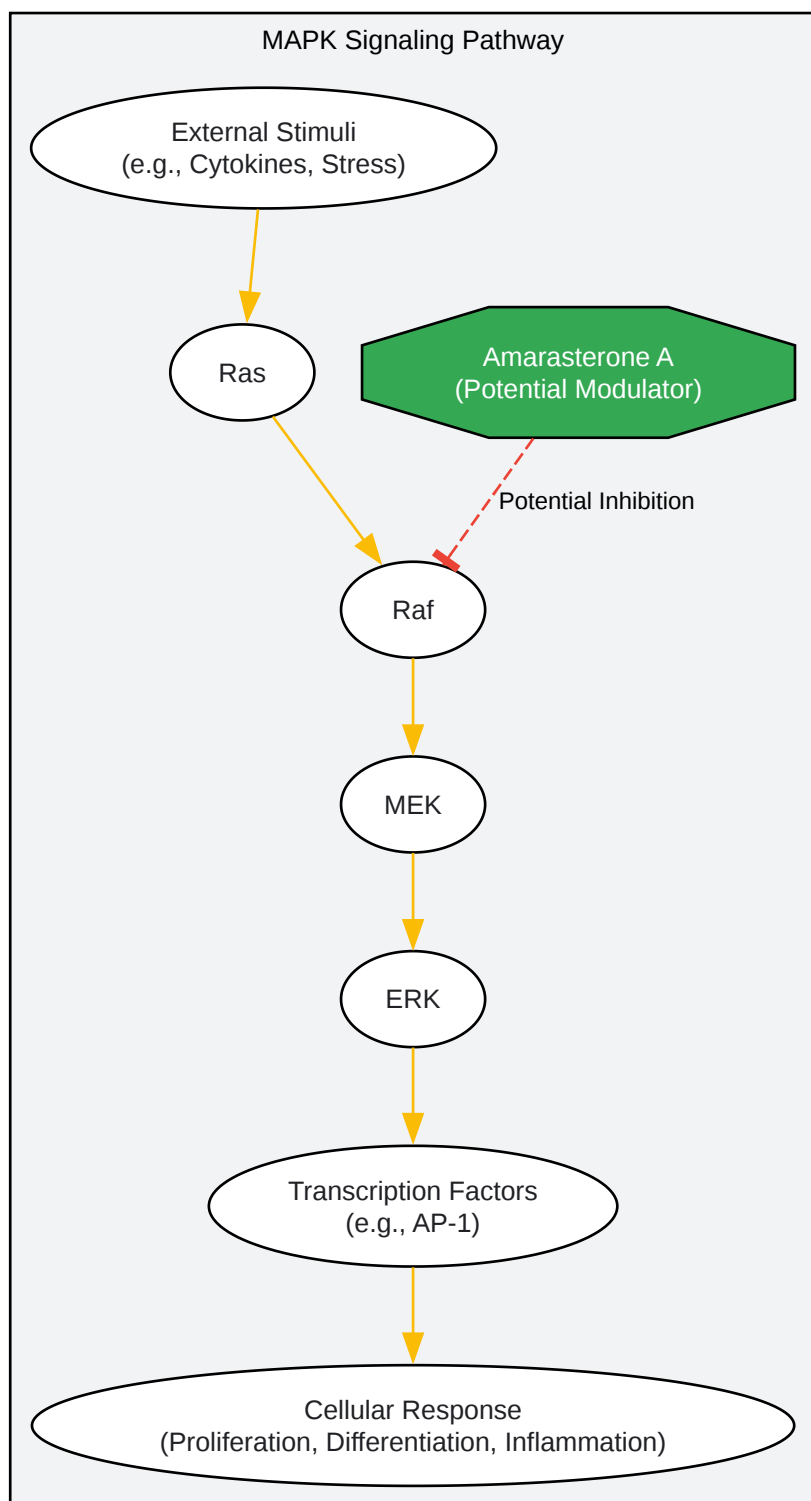 MAPK Signaling Pathway
External Stimuli
(e.g., Cytokines, Stress)
Ras
Amarasterone A
(Potential Modulator)
Potential Inhibition
Raf
MEK
ERK
Transcription Factors
(e.g., AP-1)
Cellular Response
(Proliferation, Differentiation, Inflammation)